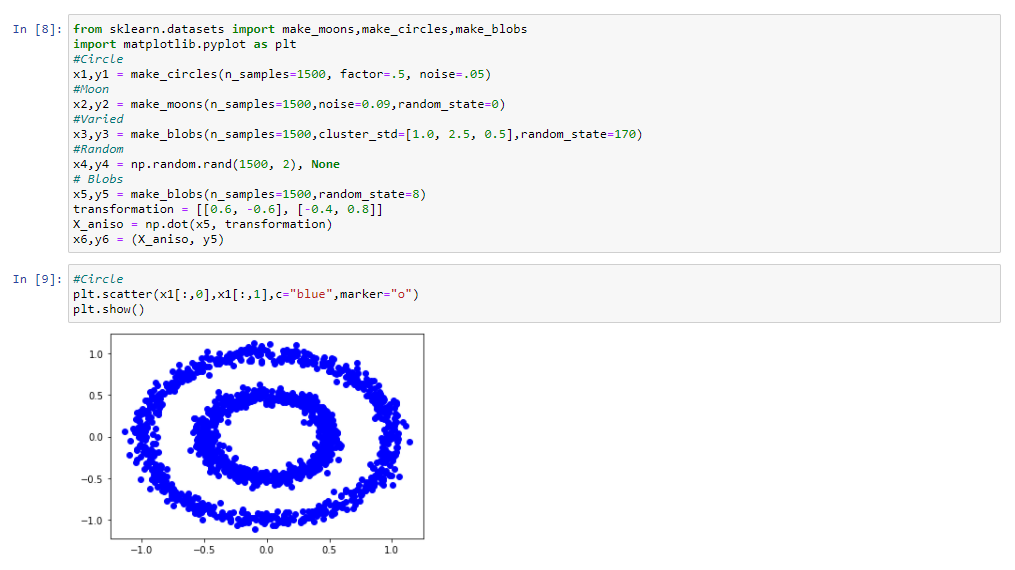 In [8]: from sklearn.datasets import make_moons,make_circles,make_blobs
import matplotlib.pyplot as plt
#Circle
x1,y1 = make_circles(n_samples=1500, factor=.5, noise=.05)
#Moon
x2,y2 = make_moons(n_samples=1500,noise=0.09,random_state=0)
#Varied
x3,y3 = make_blobs(n_samples=1500,cluster_std=[1.0, 2.5, 0.5],random_state=170)
#Random
x4,y4 = np.random.rand(1500, 2), None
# Blobs
x5,y5 = make_blobs(n_samples=1500,random_state=8)
transformation = [[0.6, -0.6], [-0.4, 0.8]]
X_aniso = np.dot(x5, transformation)
x6,y6 = (X_aniso, y5)
In [9]: #Circle
plt.scatter(x1[:,0],x1[:,1],c="blue",marker="o")
plt.show()
1.0
0.5
0.0
−0.5
−1.0
−1.0 −0.5 0.0 0.5 1.0